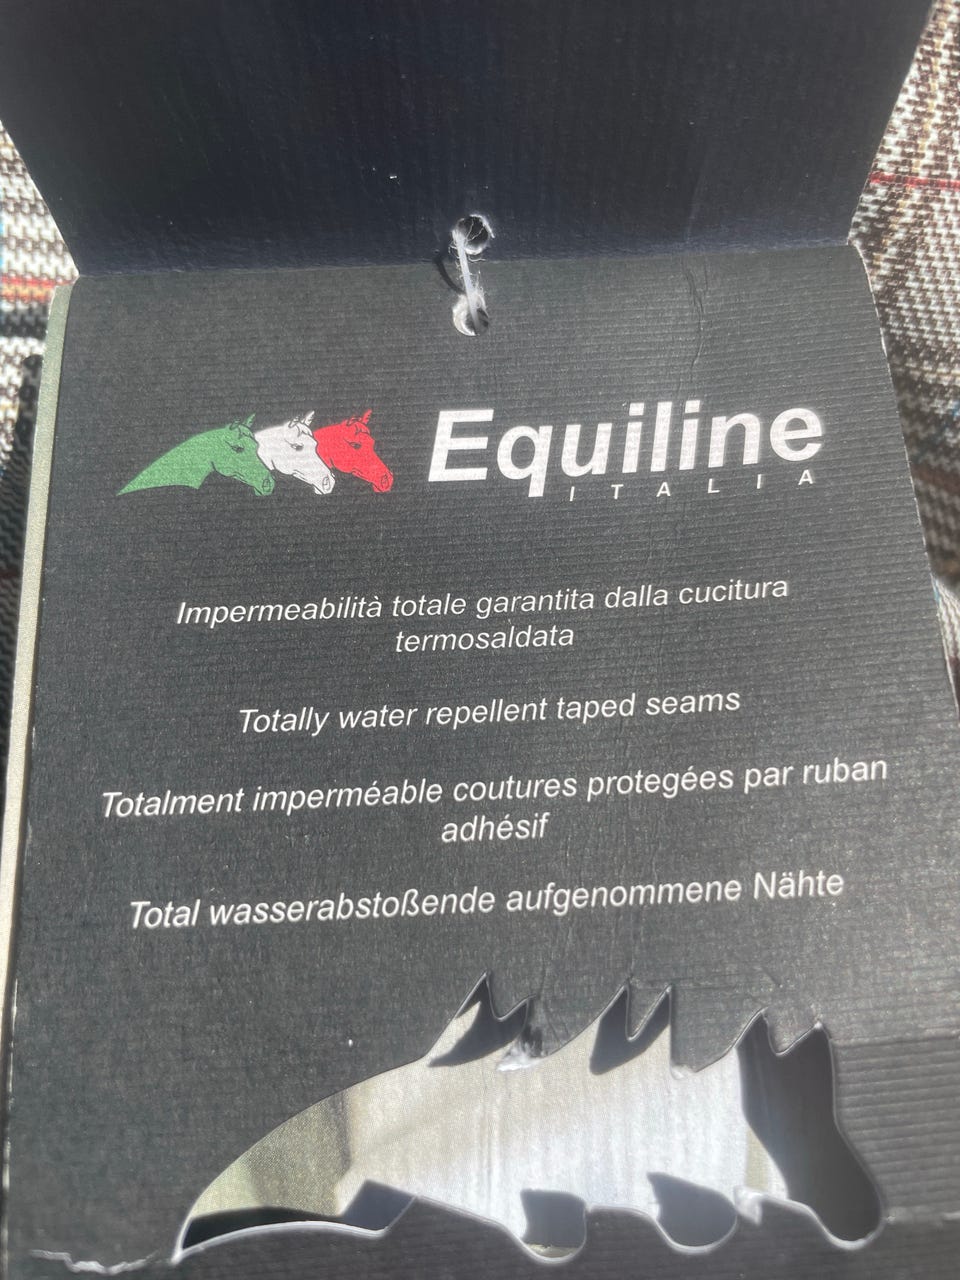 Equiline
ITALIA
Impermeabilità totale garantita dalla cucitura
termosaldata
Totally water repellent taped seams
Totalment imperméable coutures protegées par ruban
adhésif
Total wasserabstoßende aufgenommene Nähte